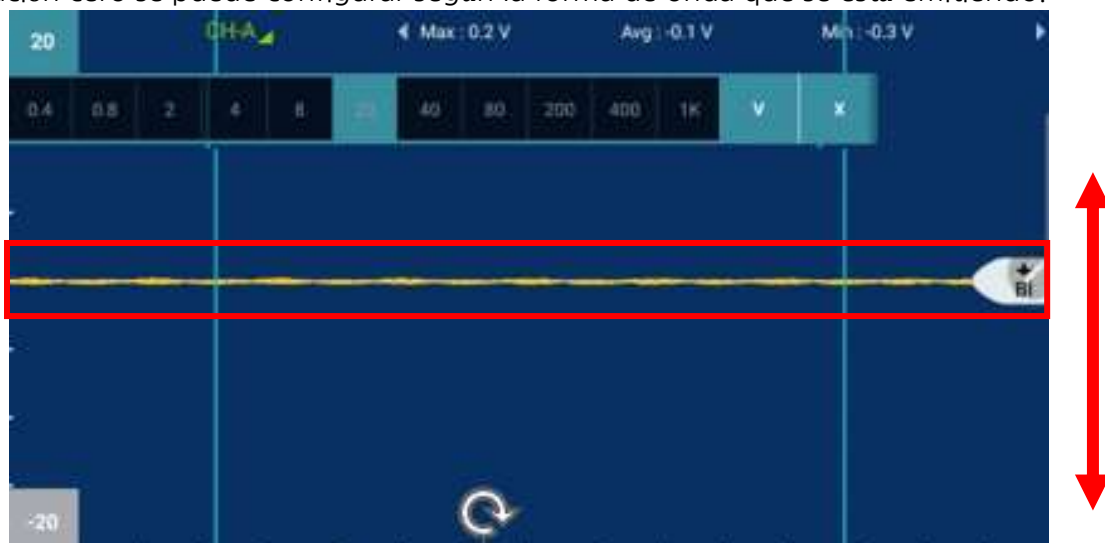 ción cero se puede configurar según la forma de onda que se está emitiendo.
20 CH-A Max : 0.2 V Avg : -0.1 V Min : -0.3 V
0.4 0.8 2 4 8 20 40 80 200 400 1K V X
BI
-20